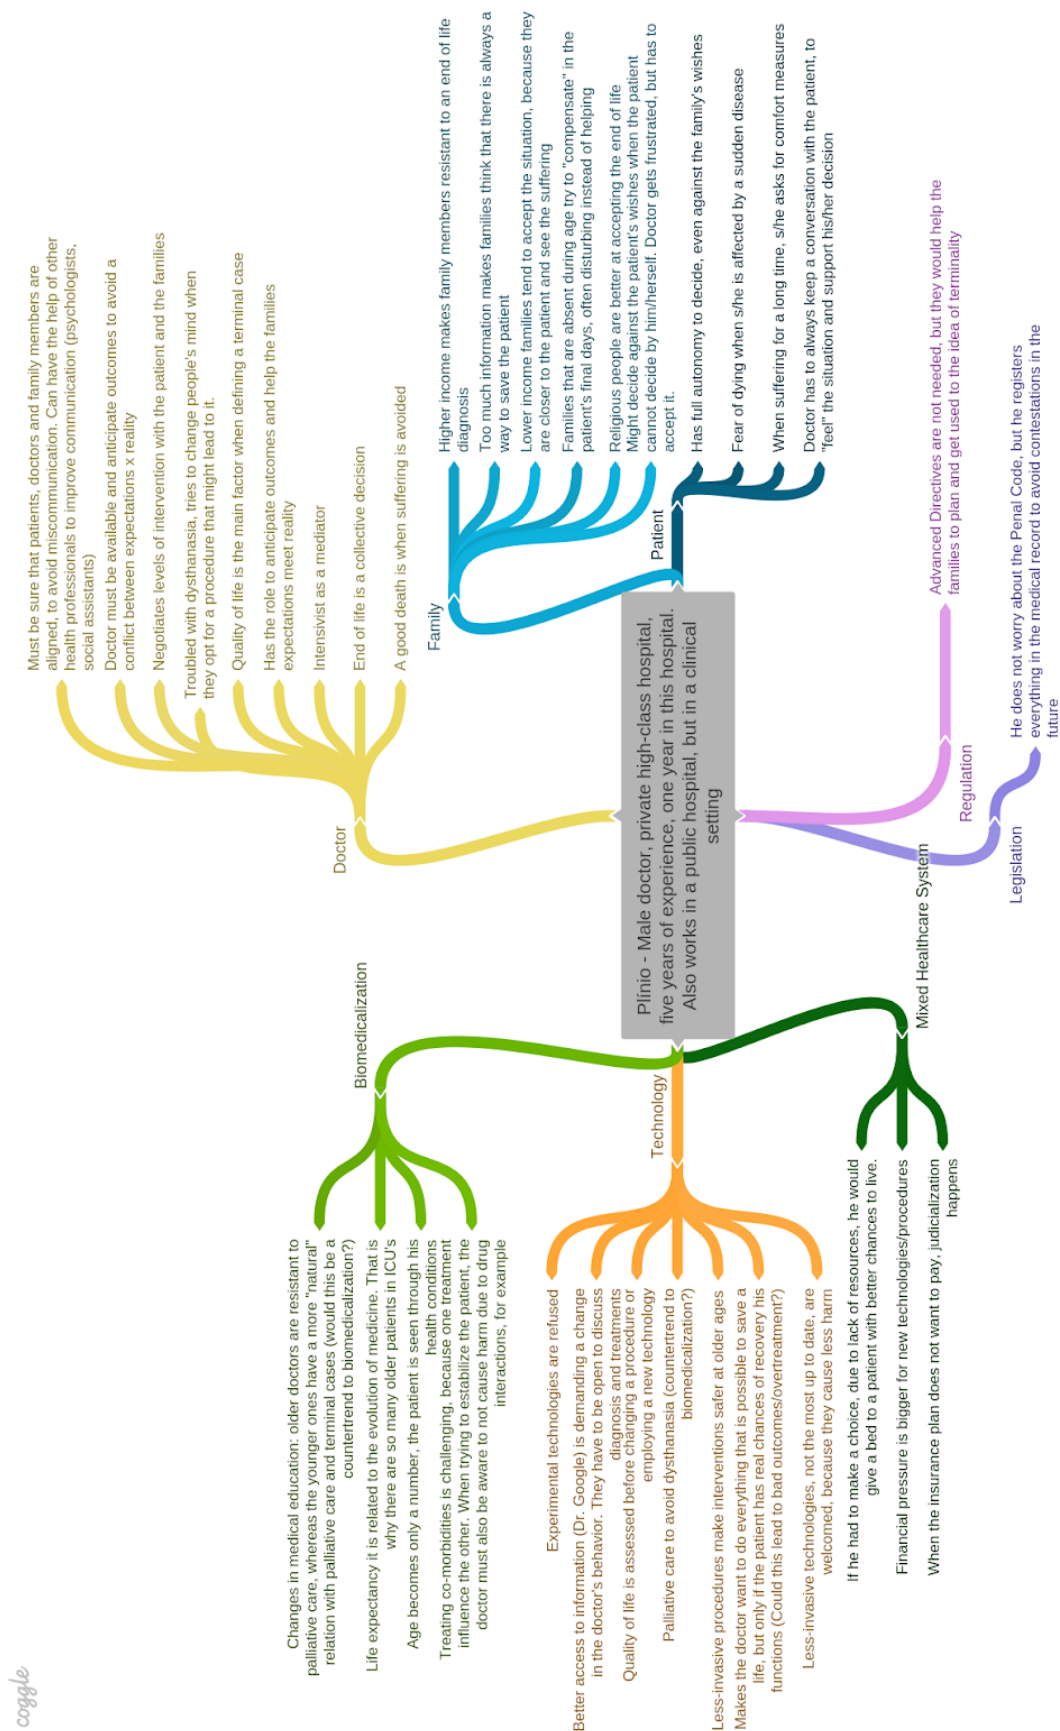 coggle
Changes in medical education: older doctors are resistant to
palliative care, whereas the younger ones have a more "natural"
relation with palliative care and terminal cases (would this be a
countertrend to biomedicalization?)
Life expectancy it is related to the evolution of medicine. That is
why there are so many older patients in ICU's
Age becomes only a number, the patient is seen through his
health conditions
Treating co-morbidities is challenging, because one treatment
influence the other. When trying to estabilize the patient, the
doctor must also be aware to not cause harm due to drug
interactions, for example
Biomedicalization
Experimental technologies are refused
Better access to information (Dr. Google) is demanding a change
in the doctor's behavior. They have to be open to discuss
diagnosis and treatments
Quality of life is assessed before changing a procedure or
employing a new technology
Palliative care to avoid dysthanasia (countertrend to
biomedicalization?)
Less-invasive procedures make interventions safer at older ages
Makes the doctor want to do everything that is possible to save a
life, but only if the patient has real chances of recovery his
functions (Could this lead to bad outcomes/overtreatment?)
Less-invasive technologies, not the most up to date, are
welcomed, because they cause less harm
Technology
If he had to make a choice, due to lack of resources, he would
give a bed to a patient with better chances to live.
Financial pressure is bigger for new technologies/procedures
When the insurance plan does not want to pay, judicialization
happens
Mixed Healthcare System
Plínio - Male doctor, private high-class hospital,
five years of experience, one year in this hospital.
Also works in a public hospital, but in a clinical
setting
Doctor
Must be sure that patients, doctors and family members are
aligned, to avoid miscommunication. Can have the help of other
health professionals to improve communication (psychologists,
social assistants)
Doctor must be available and anticipate outcomes to avoid a
conflict between expectations x reality
Negotiates levels of intervention with the patient and the families
Troubled with dysthanasia, tries to change people's mind when
they opt for a procedure that might lead to it.
Quality of life is the main factor when defining a terminal case
Has the role to anticipate outcomes and help the families
expectations meet reality
Intensivist as a mediator
End of life is a collective decision
A good death is when suffering is avoided
Family
Higher income makes family members resistant to an end of life
diagnosis
Too much information makes families think that there is always a
way to save the patient
Lower income families tend to accept the situation, because they
are closer to the patient and see the suffering
Families that are absent during age try to "compensate" in the
patient's final days, often disturbing instead of helping
Religious people are better at accepting the end of life
Might decide against the patient's wishes when the patient
cannot decide by him/herself. Doctor gets frustrated, but has to
accept it.
Patient
Has full autonomy to decide, even against the family's wishes
Fear of dying when s/he is affected by a sudden disease
When suffering for a long time, s/he asks for comfort measures
Doctor has to always keep a conversation with the patient, to
"feel" the situation and support his/her decision
Regulation
Advanced Directives are not needed, but they would help the
families to plan and get used to the idea of terminality
Legislation
He does not worry about the Penal Code, but he registers
everything in the medical record to avoid contestations in the
future